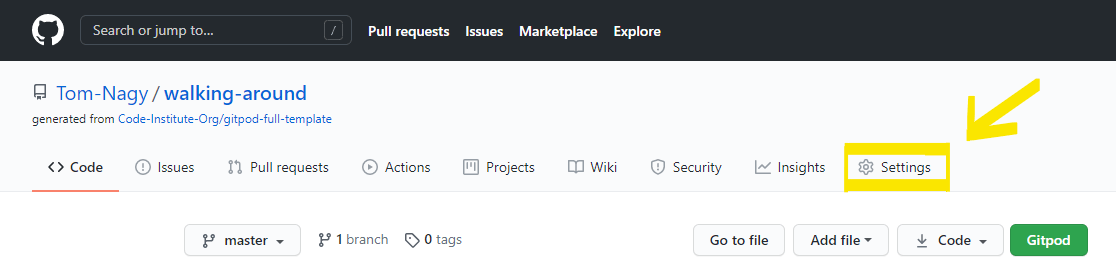 Search or jump to... /
Pull requests Issues Marketplace Explore
Tom-Nagy / walking-around
generated from Code-Institute-Org/gitpod-full-template
Code Issues Pull requests Actions Projects Wiki Security Insights Settings
master 1 branch 0 tags Go to file Add file Code Gitpod